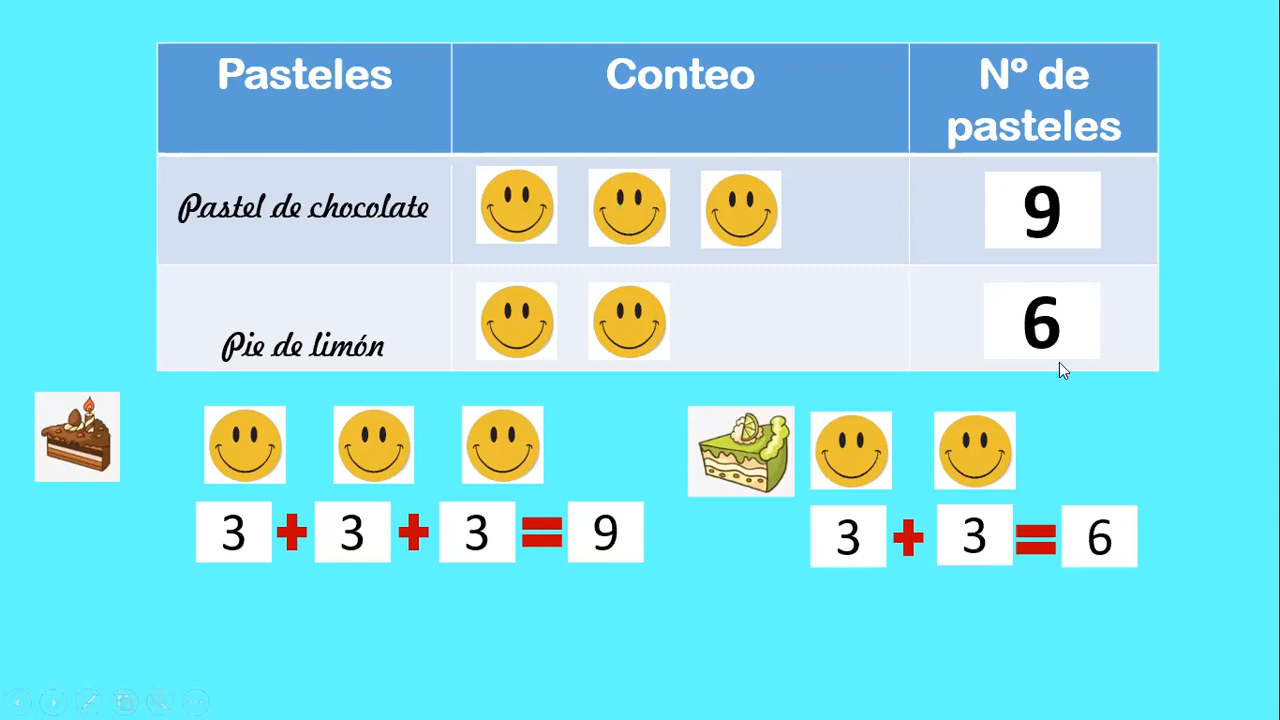 Pasteles
Conteo
Nº de
pasteles
Pastel de chocolate
9
Pie de limón
6
3 + 3 + 3 = 9
3 + 3 = 6